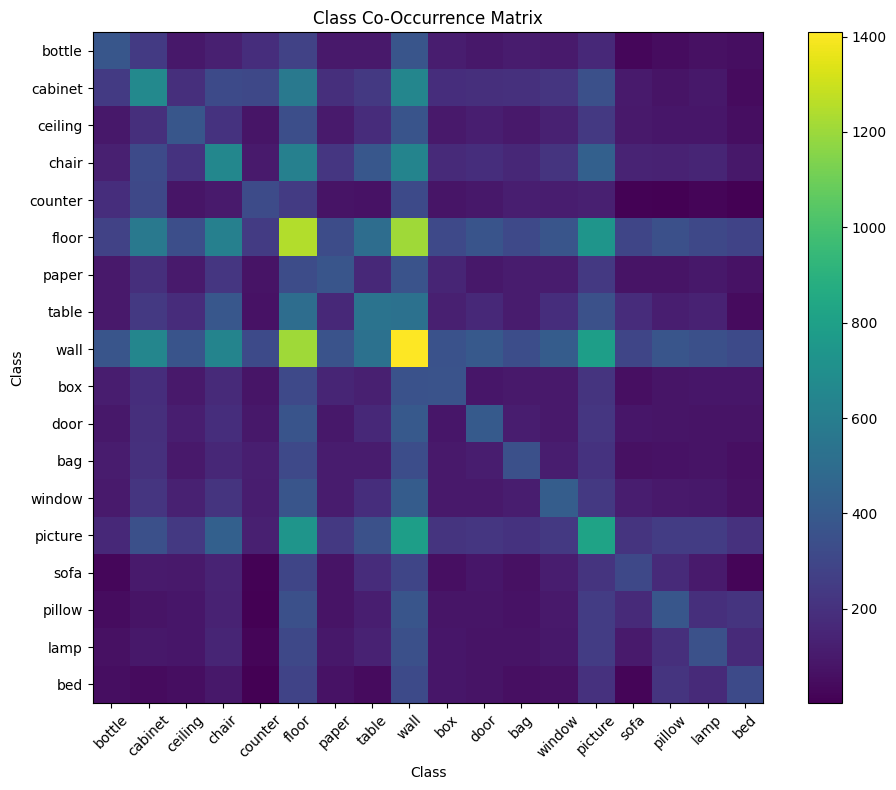 Class Co-Occurrence Matrix
bottle
cabinet
ceiling
chair
counter
floor
paper
table
wall
box
door
bag
window
picture
sofa
pillow
lamp
bed
Class
bottle
cabinet
ceiling
chair
counter
floor
paper
table
wall
box
door
bag
window
picture
sofa
pillow
lamp
bed
Class
1400
1200
1000
800
600
400
200